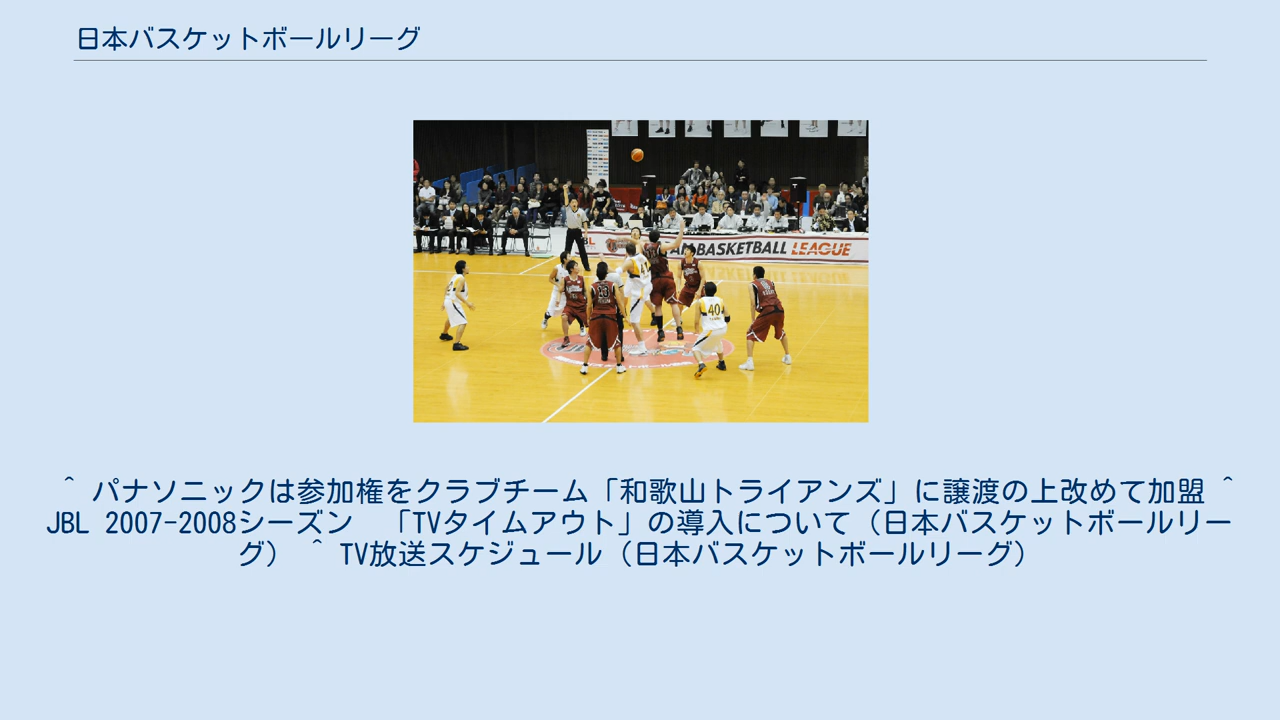 日本バスケットボールリーグ
BASKETBALL LEAGUE
40
^ パナソニックは参加権をクラブチーム「和歌山トライアンズ」に譲渡の上改めて加盟 ^
JBL 2007-2008シーズン 「TVタイムアウト」の導入について（日本バスケットボールリー
グ） ^ TV放送スケジュール（日本バスケットボールリーグ）